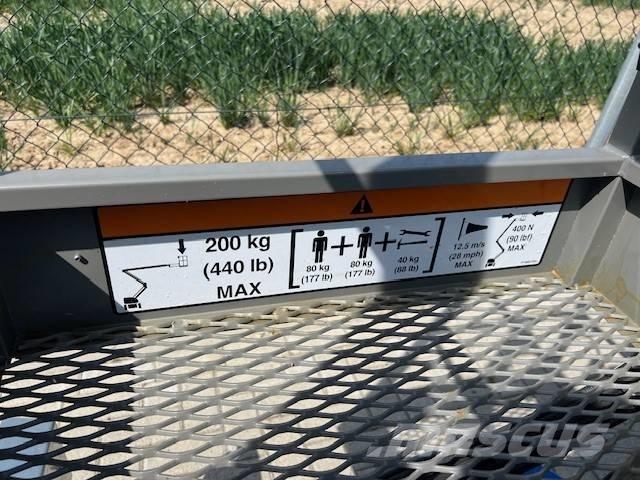 200 kg
(440 lb)
MAX
[ + + ]
80 kg
(177 lb)
80 kg
(177 lb)
40 kg
(88 lb)
12.5 m/s
(28 mph)
MAX
400 N
(90 lbf)
MAX
MASCUS